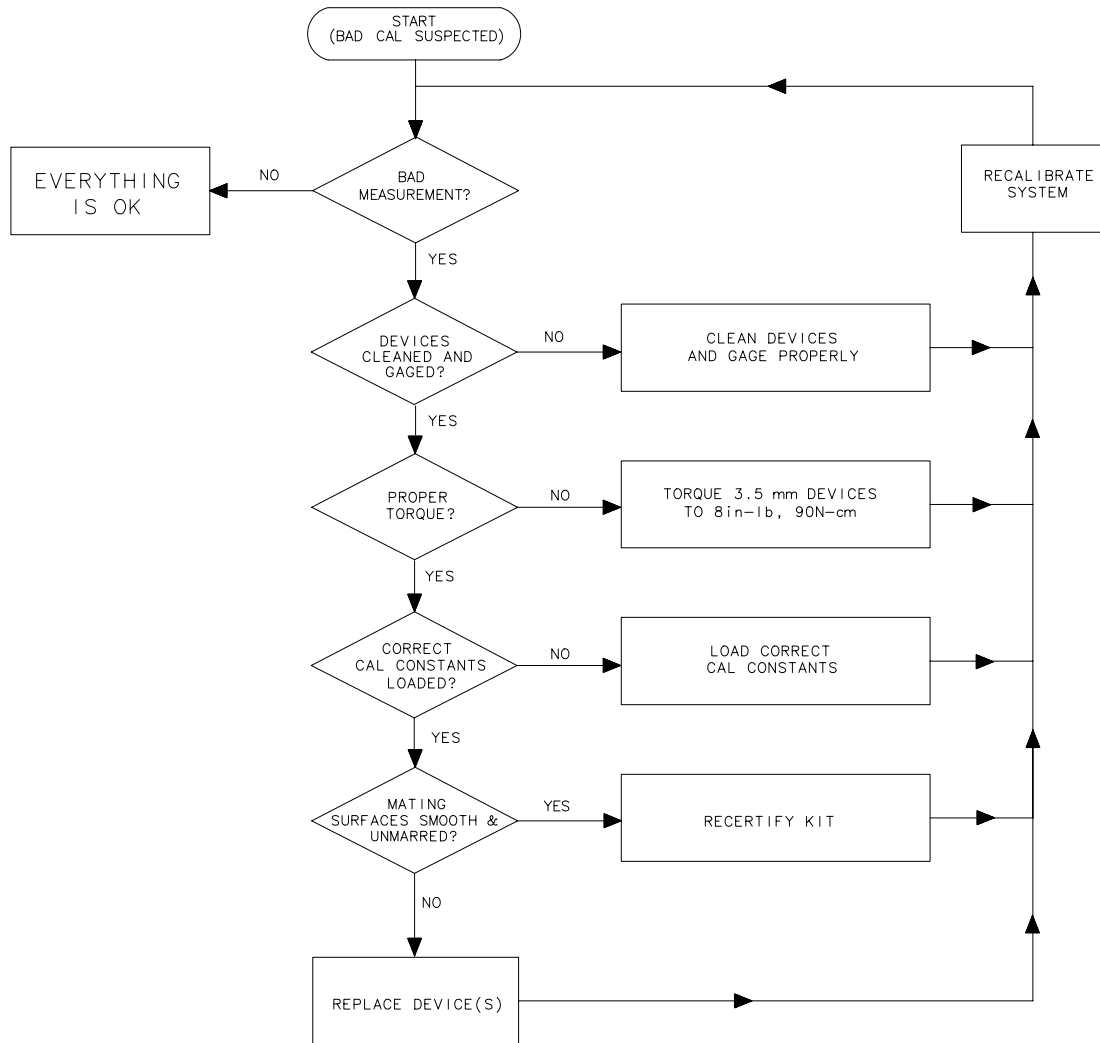 START
(BAD CAL SUSPECTED)
BAD
MEASUREMENT?
NO
EVERYTHING
IS OK
RECALIBRATE
SYSTEM
YES
DEVICES
CLEANED AND
GAGED?
NO
CLEAN DEVICES
AND GAGE PROPERLY
YES
PROPER
TORQUE?
NO
TORQUE 3.5 mm DEVICES
TO 8in-lb, 90N-cm
YES
CORRECT
CAL CONSTANTS
LOADED?
NO
LOAD CORRECT
CAL CONSTANTS
YES
MATING
SURFACES SMOOTH &
UNMARRED?
YES
RECERTIFY KIT
NO
REPLACE DEVICE(S)